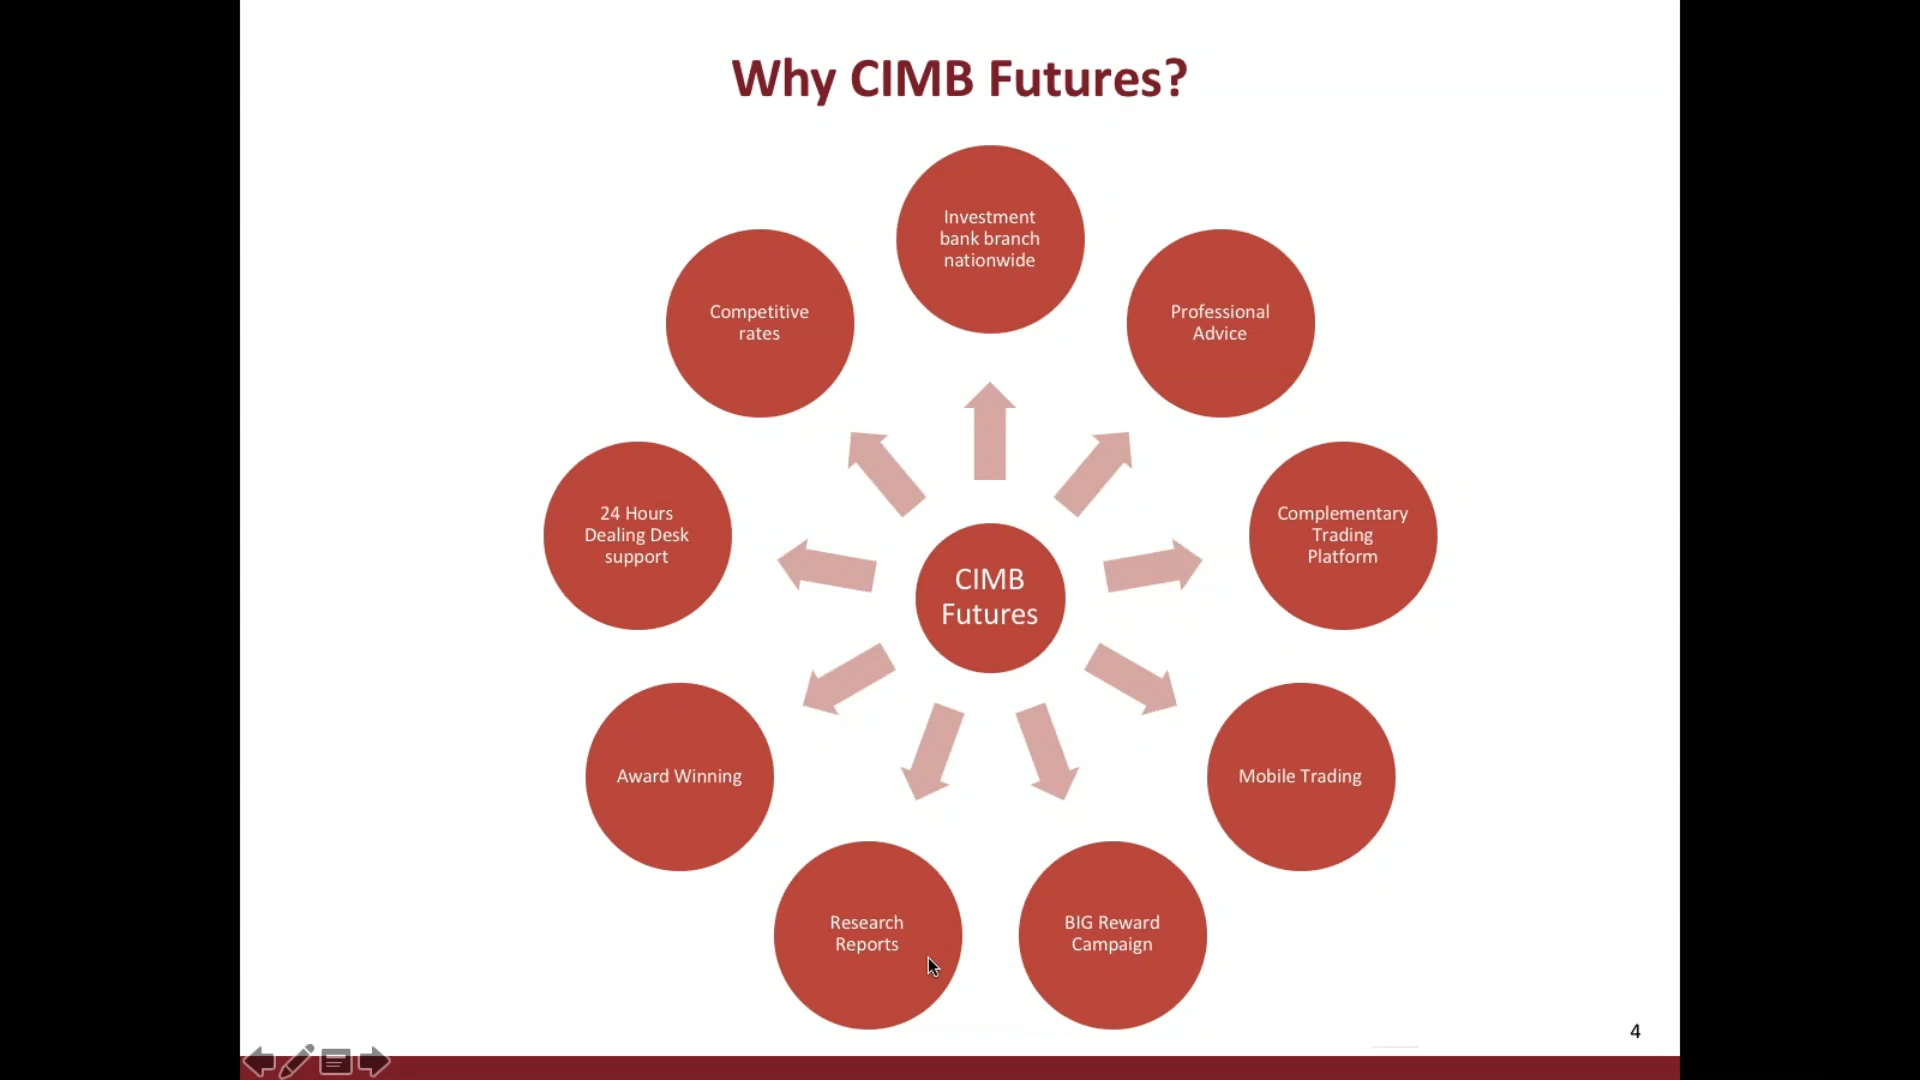 Why CIMB Futures?
Investment
bank branch
nationwide
Professional
Advice
Complementary
Trading
Platform
Mobile Trading
BIG Reward
Campaign
Research
Reports
Award Winning
24 Hours
Dealing Desk
support
Competitive
rates
CIMB
Futures
4